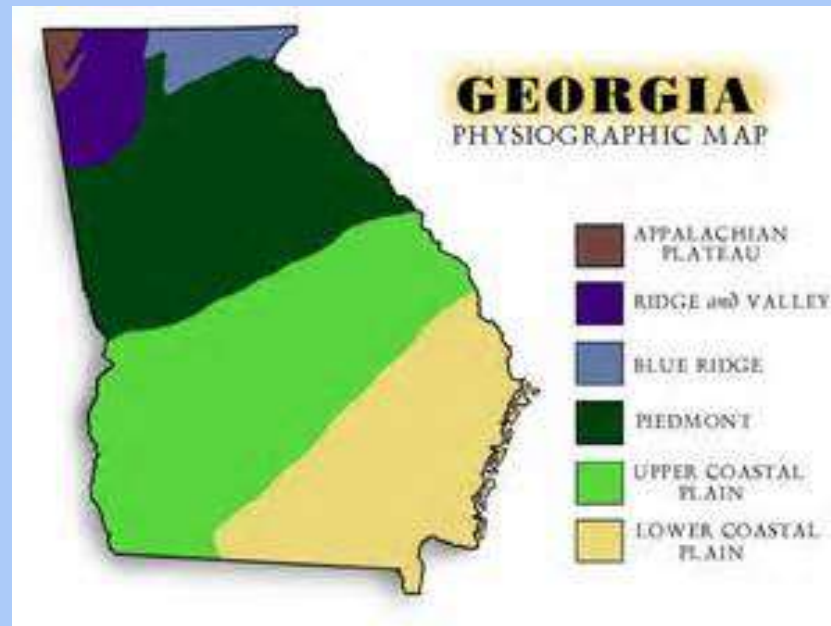 GEORGIA
PHYSIOGRAPHIC MAP
APPALACHIAN
PLATEAU
RIDGE and VALLEY
BLUE RIDGE
PIEDMONT
UPPER COASTAL
PLAIN
LOWER COASTAL
PLAIN